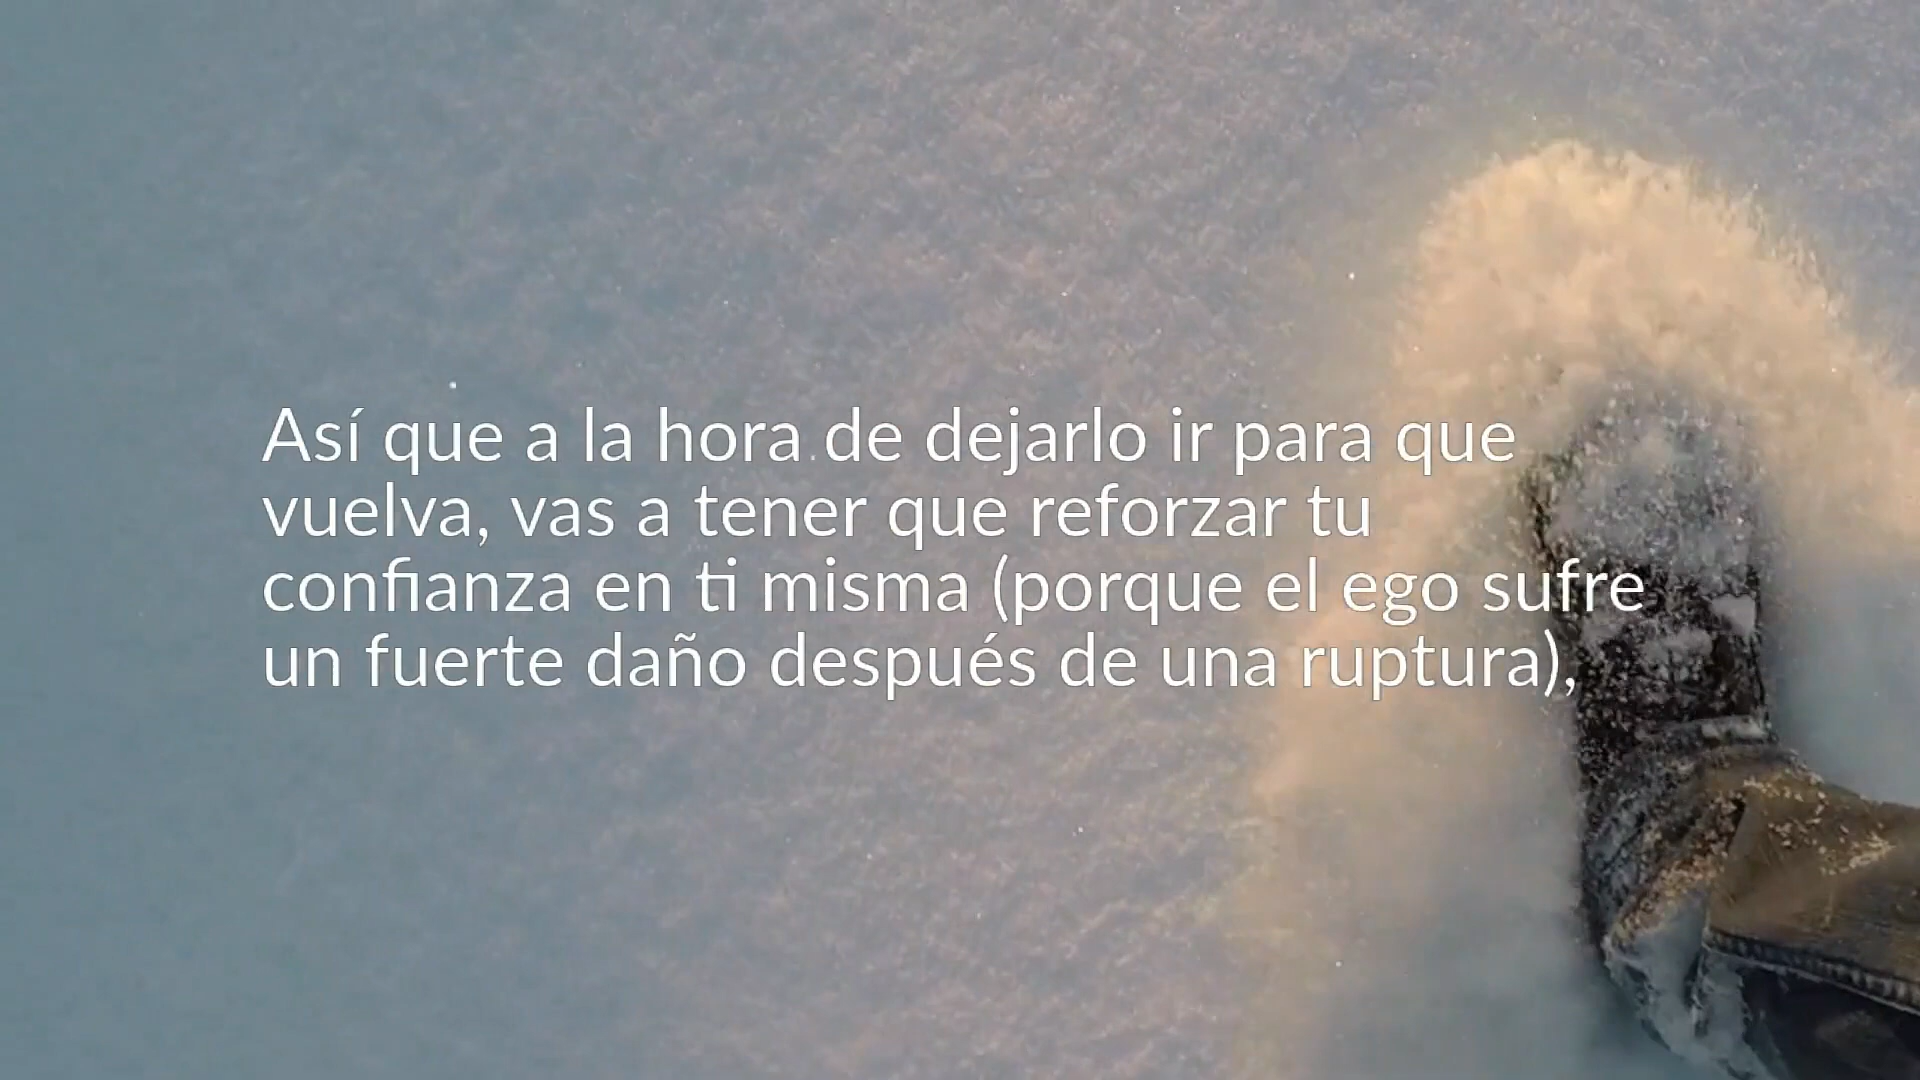 Así que a la hora de dejarlo ir para que
vuelva, vas a tener que reforzar tu
confianza en ti misma (porque el ego sufre
un fuerte daño después de una ruptura),